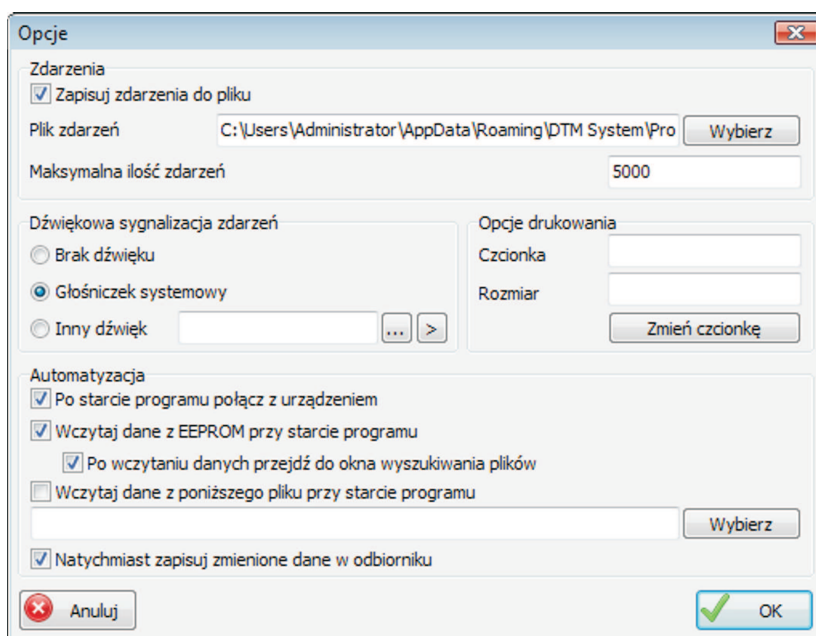 Opcje
Zdarzenia
Zapisuj zdarzenia do pliku
Plik zdarzeń C:\Users\Administrator\AppData\Roaming\DTM System\Pro Wybierz
Maksymalna ilość zdarzeń 5000
Dźwiękowa sygnalizacja zdarzeń
Brak dźwięku
Głośniczek systemowy
Inny dźwięk ... >
Opcje drukowania
Czcionka
Rozmiar
Zmień czcionkę
Automatyzacja
Po starcie programu połącz z urządzeniem
Wczytaj dane z EEPROM przy starcie programu
Po wczytaniu danych przejdź do okna wyszukiwania plików
Wczytaj dane z poniższego pliku przy starcie programu
Wybierz
Natychmiast zapisuj zmienione dane w odbiorniku
Anuluj OK